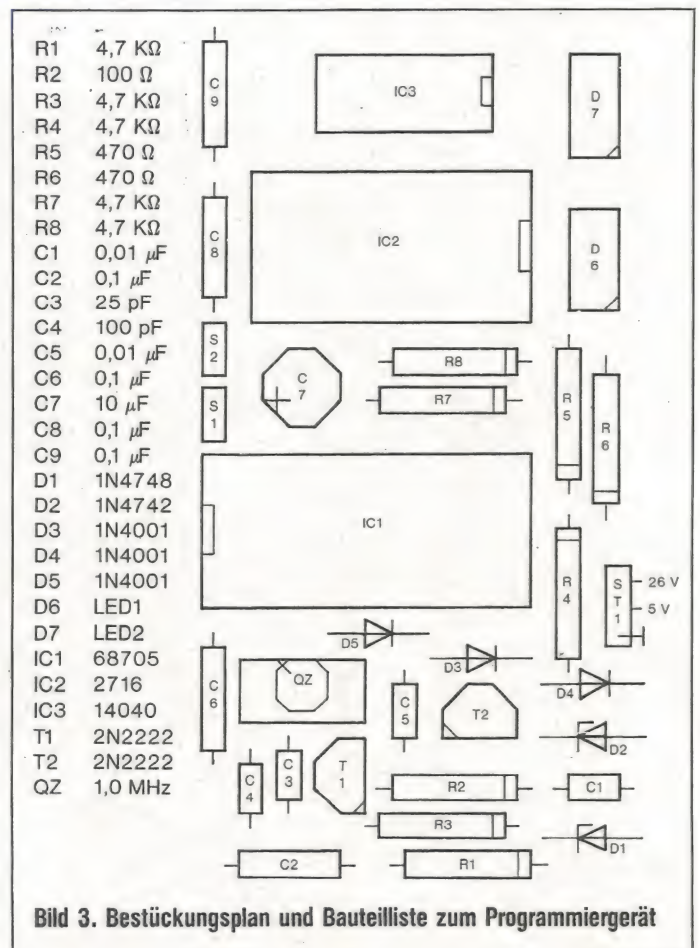 R1 4,7 KΩ
R2 100 Ω
R3 4,7 KΩ
R4 4,7 KΩ
R5 470 Ω
R6 470 Ω
R7 4,7 KΩ
R8 4,7 KΩ
C1 0,01 µF
C2 0,1 µF
C3 25 pF
C4 100 pF
C5 0,01 µF
C6 0,1 µF
C7 10 µF
C8 0,1 µF
C9 0,1 µF
D1 1N4748
D2 1N4742
D3 1N4001
D4 1N4001
D5 1N4001
D6 LED1
D7 LED2
IC1 68705
IC2 2716
IC3 14040
T1 2N2222
T2 2N2222
QZ 1,0 MHz
C9
IC3
D7
C8
IC2
D6
S2
C7
R8
R5
S1
R7
R6
IC1
R4
ST1
26 V
5 V
D5
D3
C6
QZ
C5
T2
D4
D2
C4
C3
T1
R2
C1
R3
D1
C2
R1
Bild 3. Bestückungsplan und Bauteilliste zum Programmiergerät